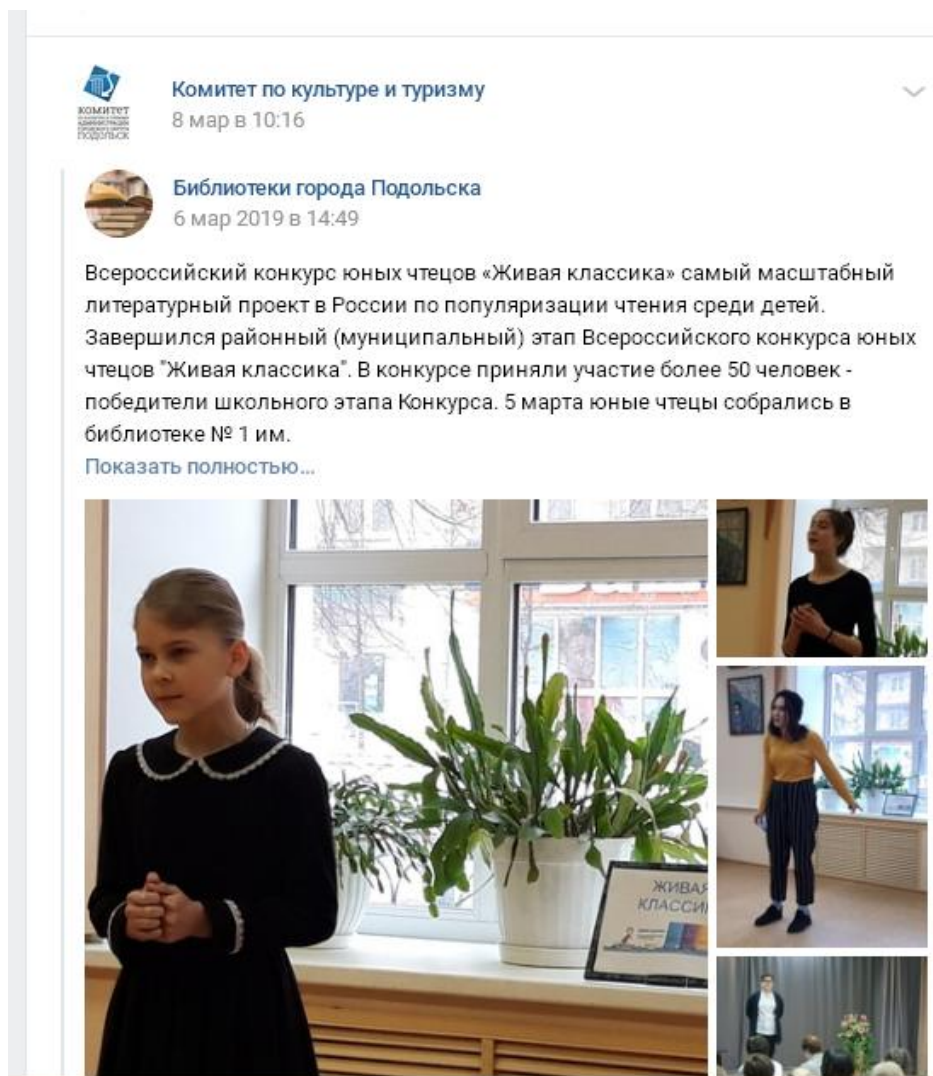 КОМИТЕТ
ПОДОЛЬСК
Комитет по культуре и туризму
8 мар в 10:16
Библиотеки города Подольска
6 мар 2019 в 14:49
Всероссийский конкурс юных чтецов «Живая классика» самый масштабный
литературный проект в России по популяризации чтения среди детей.
Завершился районный (муниципальный) этап Всероссийского конкурса юных
чтецов "Живая классика". В конкурсе приняли участие более 50 человек -
победители школьного этапа Конкурса. 5 марта юные чтецы собрались в
библиотеке № 1 им.
Показать полностью...
ЖИВАЯ
КЛАССИ